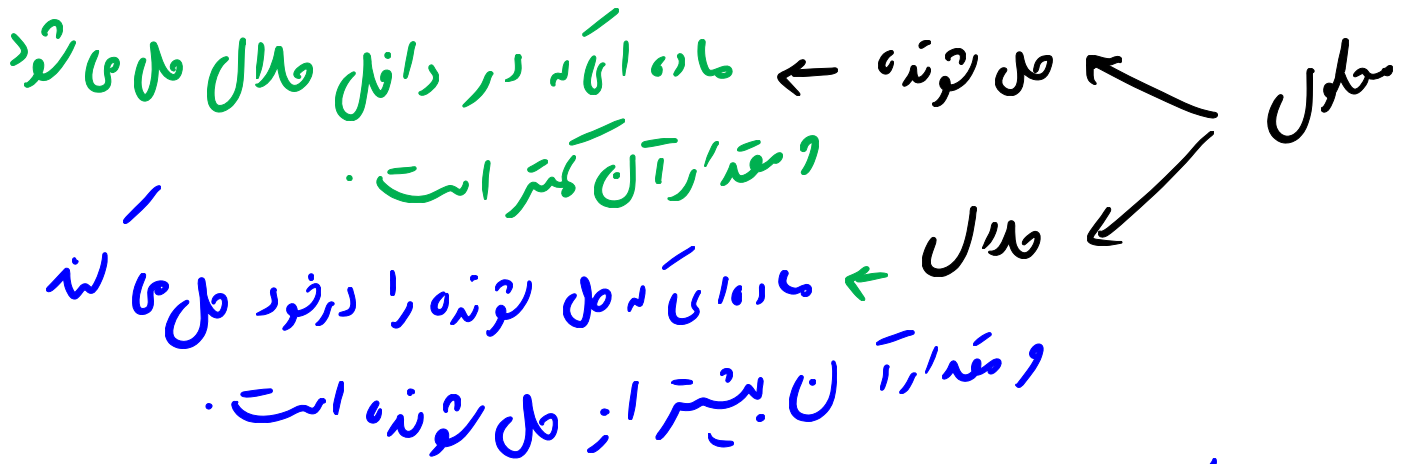 محلول
حل شونده ← ماده ای که در داخل حلال حل می شود
و مقدار آن کمتر است .
حلال ← ماده ای که حل شونده را در خود حل می کند
و مقدار آن بیشتر از حل شونده است .